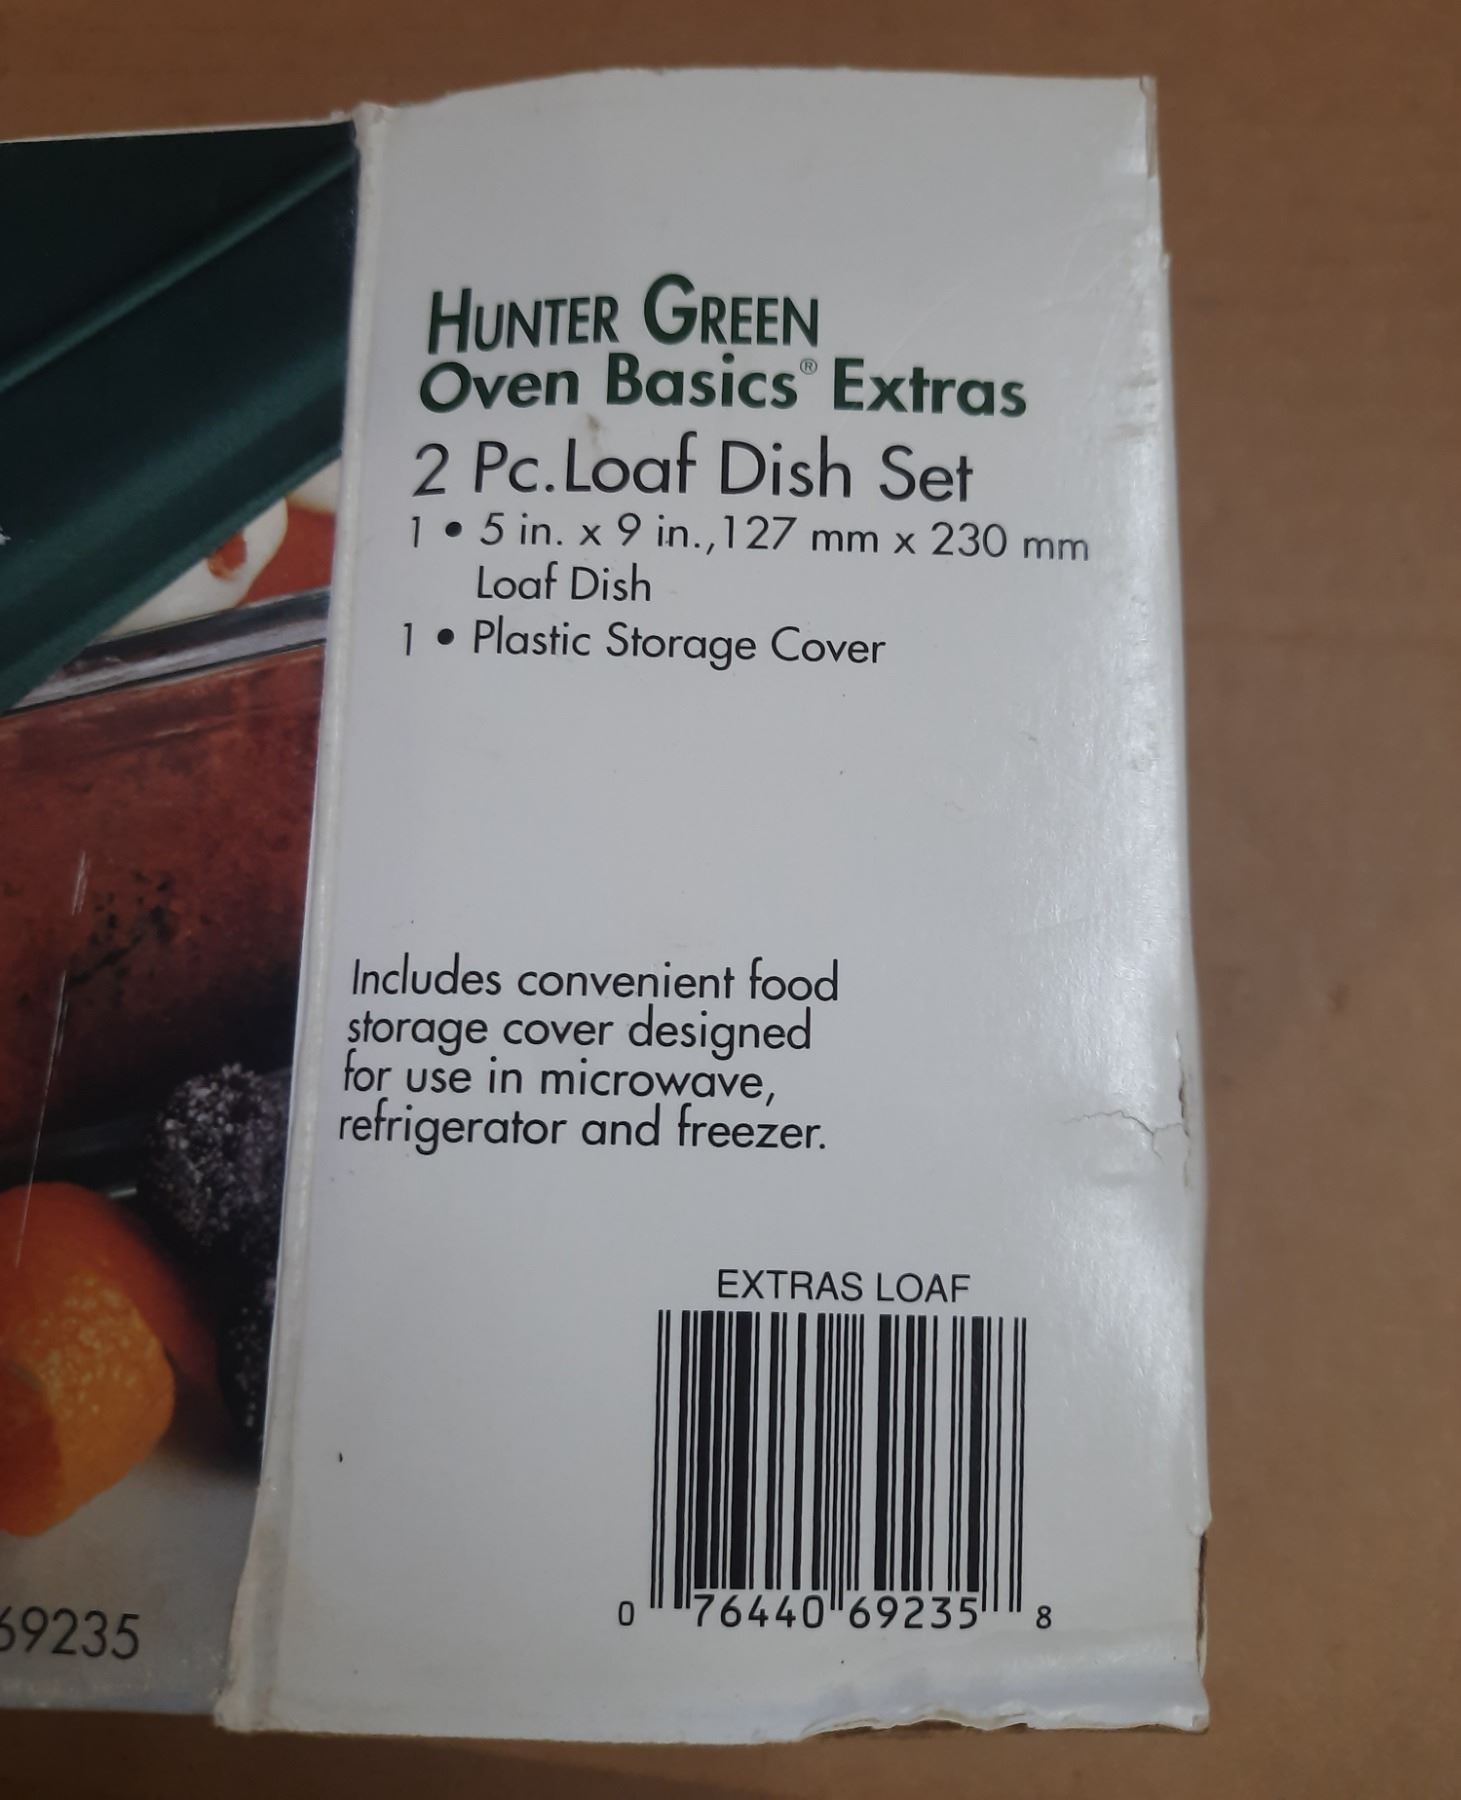 HUNTER GREEN
Oven Basics® Extras
2 Pc. Loaf Dish Set
1 • 5 in. x 9 in., 127 mm x 230 mm
Loaf Dish
1 • Plastic Storage Cover
Includes convenient food
storage cover designed
for use in microwave,
refrigerator and freezer.
EXTRAS LOAF
0 76440 69235 8
69235